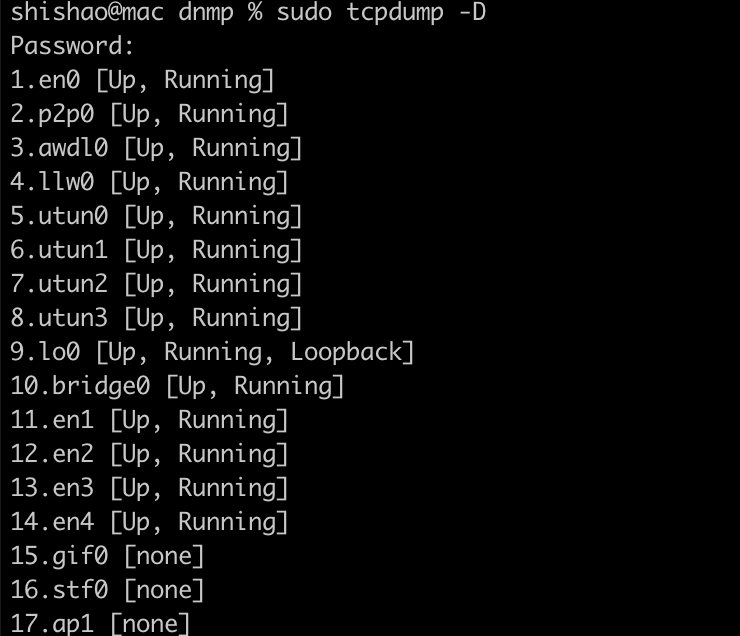 shishao@mac dnmp % sudo tcpdump -D
Password:
1.en0 [Up, Running]
2.p2p0 [Up, Running]
3.awdl0 [Up, Running]
4.llw0 [Up, Running]
5.utun0 [Up, Running]
6.utun1 [Up, Running]
7.utun2 [Up, Running]
8.utun3 [Up, Running]
9.lo0 [Up, Running, Loopback]
10.bridge0 [Up, Running]
11.en1 [Up, Running]
12.en2 [Up, Running]
13.en3 [Up, Running]
14.en4 [Up, Running]
15.gif0 [none]
16.stf0 [none]
17.ap1 [none]